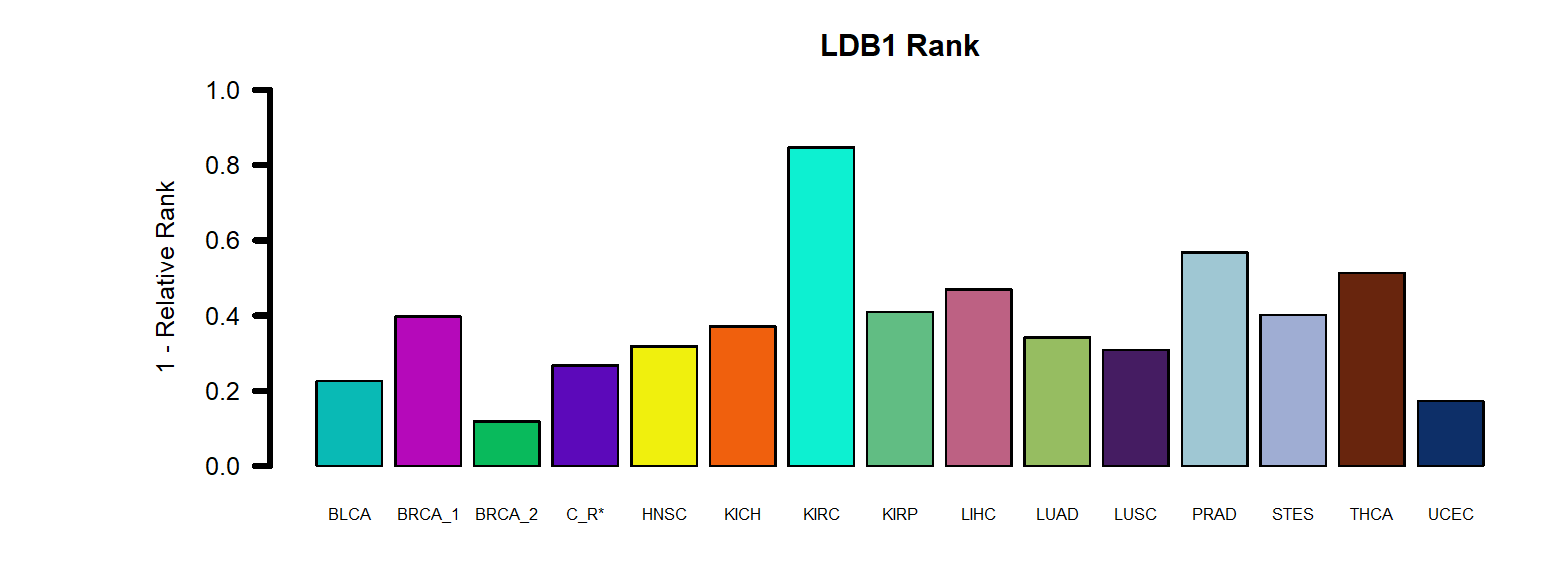 LDB1 Rank
1 - Relative Rank
1.0
0.8
0.6
0.4
0.2
0.0
BLCA BRCA_1 BRCA_2 C_R* HNSC KICH KIRC KIRP LIHC LUAD LUSC PRAD STES THCA UCEC